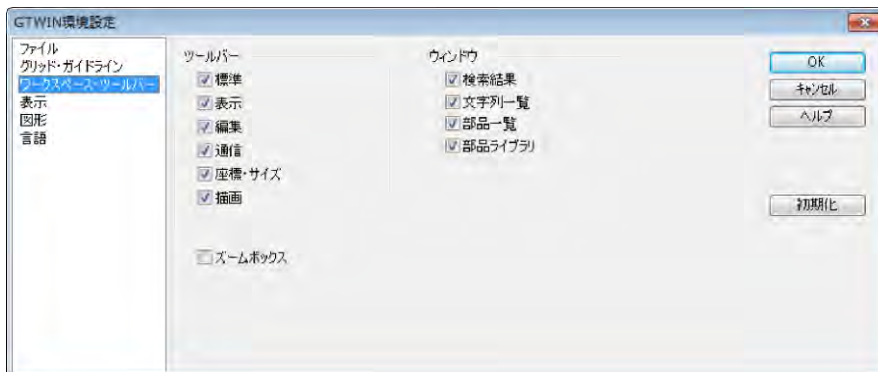 GTWIN環境設定
ファイル
グリッド・ガイドライン
ワークスペース・ツールバー
表示
図形
言語
ツールバー
標準
表示
編集
通信
座標・サイズ
描画
ズームボックス
ウィンドウ
検索結果
文字列一覧
部品一覧
部品ライブラリ
OK
キャンセル
ヘルプ
初期化